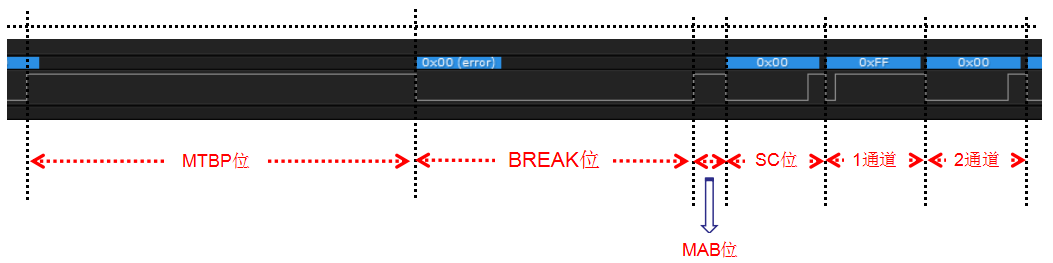 0x00 (error)
0x00
0xFF
0x00
MTBP位
BREAK位
SC位
1通道
2通道
MAB位